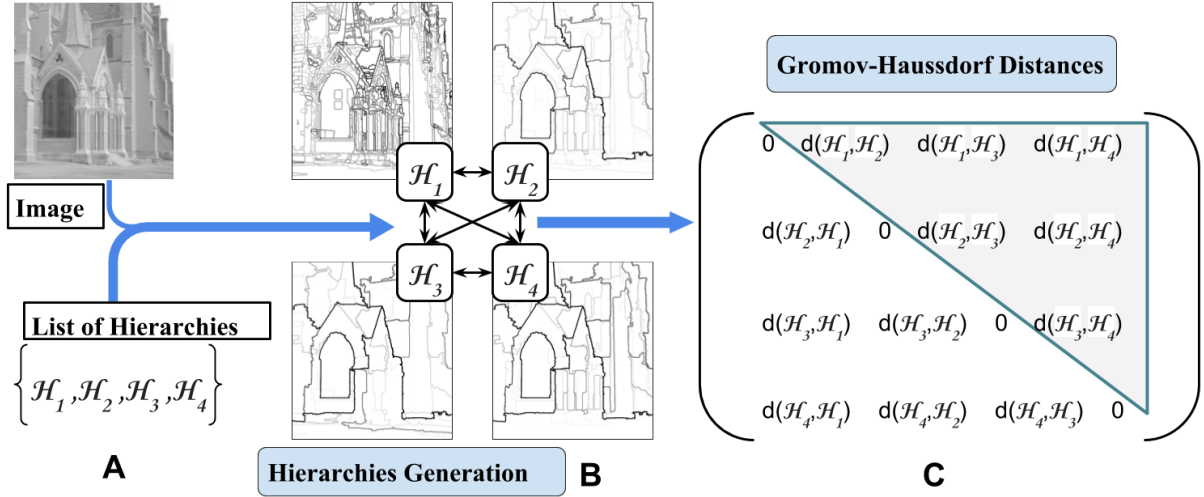 Image
List of Hierarchies
{ℋ₁ ,ℋ₂ ,ℋ₃ ,ℋ₄}
A
ℋ₁ ℋ₂
ℋ₃ ℋ₄
Hierarchies Generation
B
Gromov-Haussdorf Distances
0 d(ℋ₁,ℋ₂) d(ℋ₁,ℋ₃) d(ℋ₁,ℋ₄)
d(ℋ₂,ℋ₁) 0 d(ℋ₂,ℋ₃) d(ℋ₂,ℋ₄)
d(ℋ₃,ℋ₁) d(ℋ₃,ℋ₂) 0 d(ℋ₃,ℋ₄)
d(ℋ₄,ℋ₁) d(ℋ₄,ℋ₂) d(ℋ₄,ℋ₃) 0
C